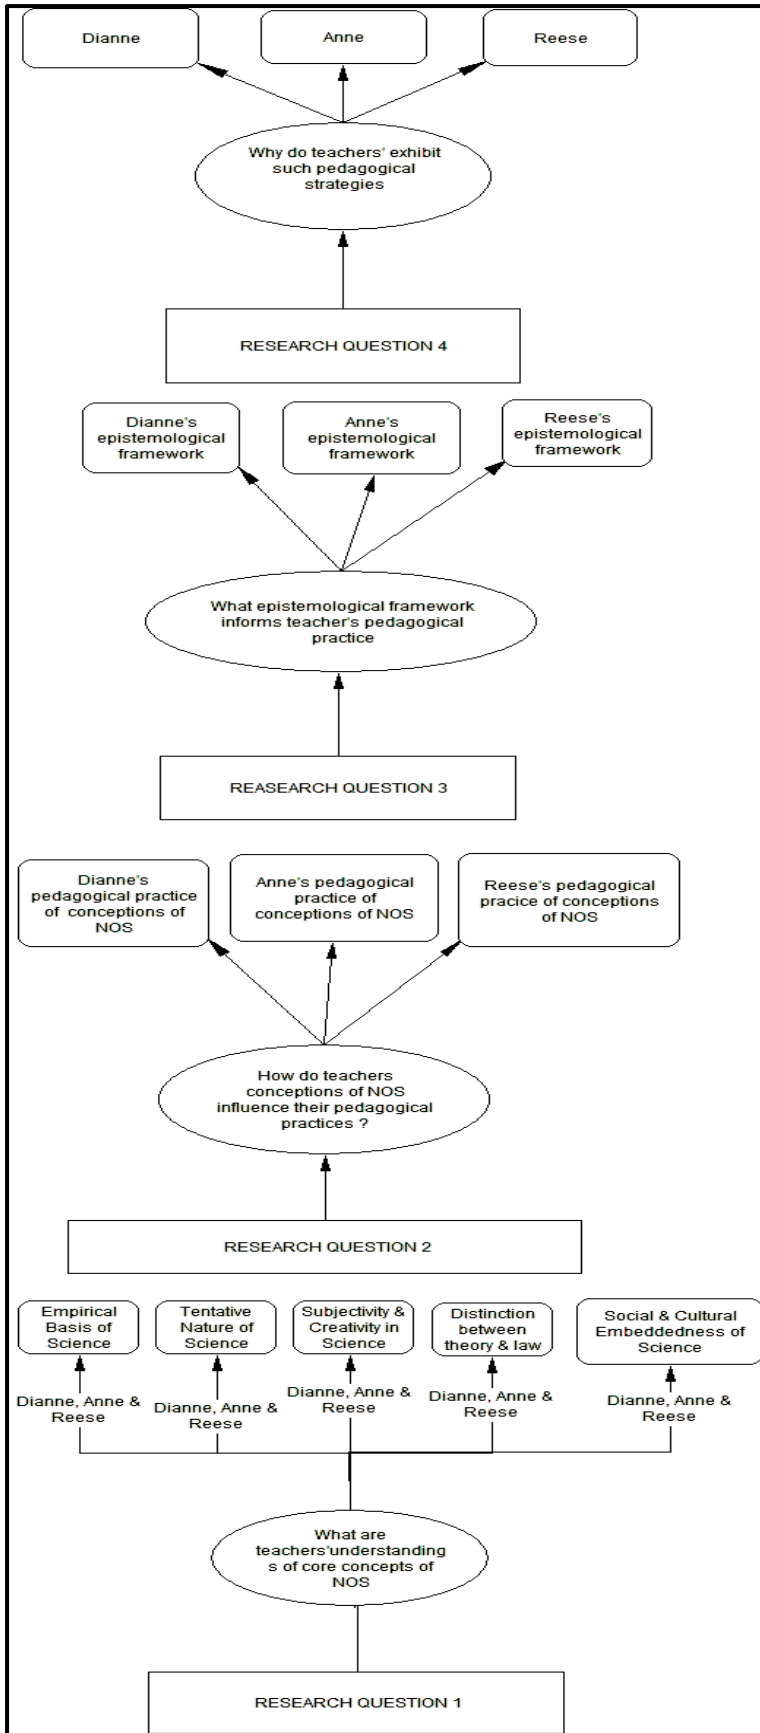 Dianne
Anne
Reese
Why do teachers' exhibit
such pedagogical
strategies
RESEARCH QUESTION 4
Dianne's
epistemological
framework
Anne's
epistemological
framework
Reese's
epistemological
framework
What epistemological framework
informs teacher's pedagogical
practice
REASEARCH QUESTION 3
Dianne's
pedagogical practice
of conceptions of
NOS
Anne's pedagogical
practice of
conceptions of NOS
Reese's pedagogical
pracice of conceptions
of NOS
How do teachers
conceptions of NOS
influence their pedagogical
practices ?
RESEARCH QUESTION 2
Empirical
Basis of
Science
Tentative
Nature of
Science
Subjectivity &
Creativity in
Science
Distinction
between
theory & law
Social & Cultural
Embeddedness of
Science
Dianne, Anne &
Reese
Dianne, Anne &
Reese
Dianne, Anne &
Reese
Dianne, Anne &
Reese
Dianne, Anne &
Reese
What are
teachers'understanding
s of core concepts of
NOS
RESEARCH QUESTION 1